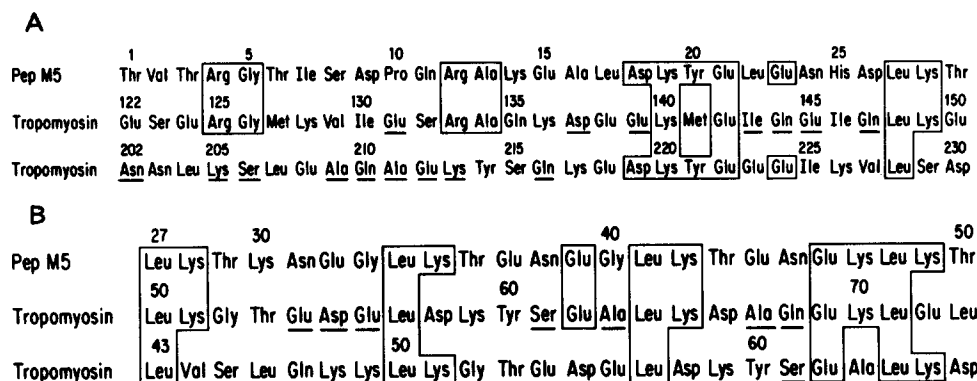 A
1 5 10 15 20 25
Pep M5 Thr Val Thr Arg Gly Thr Ile Ser Asp Pro Gln Arg Ala Lys Glu Ala Leu Asp Lys Tyr Glu Leu Glu Asn His Asp Leu Lys Thr
122 125 130 135 140 145 150
Tropomyosin Glu Ser Glu Arg Gly Met Lys Val Ile Glu Ser Arg Ala Gln Lys Asp Glu Glu Lys Met Glu Ile Gln Glu Ile Gln Leu Lys Glu
202 205 210 215 220 225 230
Tropomyosin Asn Asn Leu Lys Ser Leu Glu Ala Gln Ala Glu Lys Tyr Ser Gln Lys Glu Asp Lys Tyr Glu Glu Glu Ile Lys Val Leu Ser Asp
B
27 30 40 50
Pep M5 Leu Lys Thr Lys Asn Glu Gly Leu Lys Thr Glu Asn Glu Gly Leu Lys Thr Glu Asn Glu Lys Leu Lys Thr
50 60 70
Tropomyosin Leu Lys Gly Thr Glu Asp Glu Leu Asp Lys Tyr Ser Glu Ala Leu Lys Asp Ala Gln Glu Lys Leu Glu Leu
43 50 60
Tropomyosin Leu Val Ser Leu Gln Lys Lys Leu Lys Gly Thr Glu Asp Glu Leu Asp Lys Tyr Ser Glu Ala Leu Lys Asp